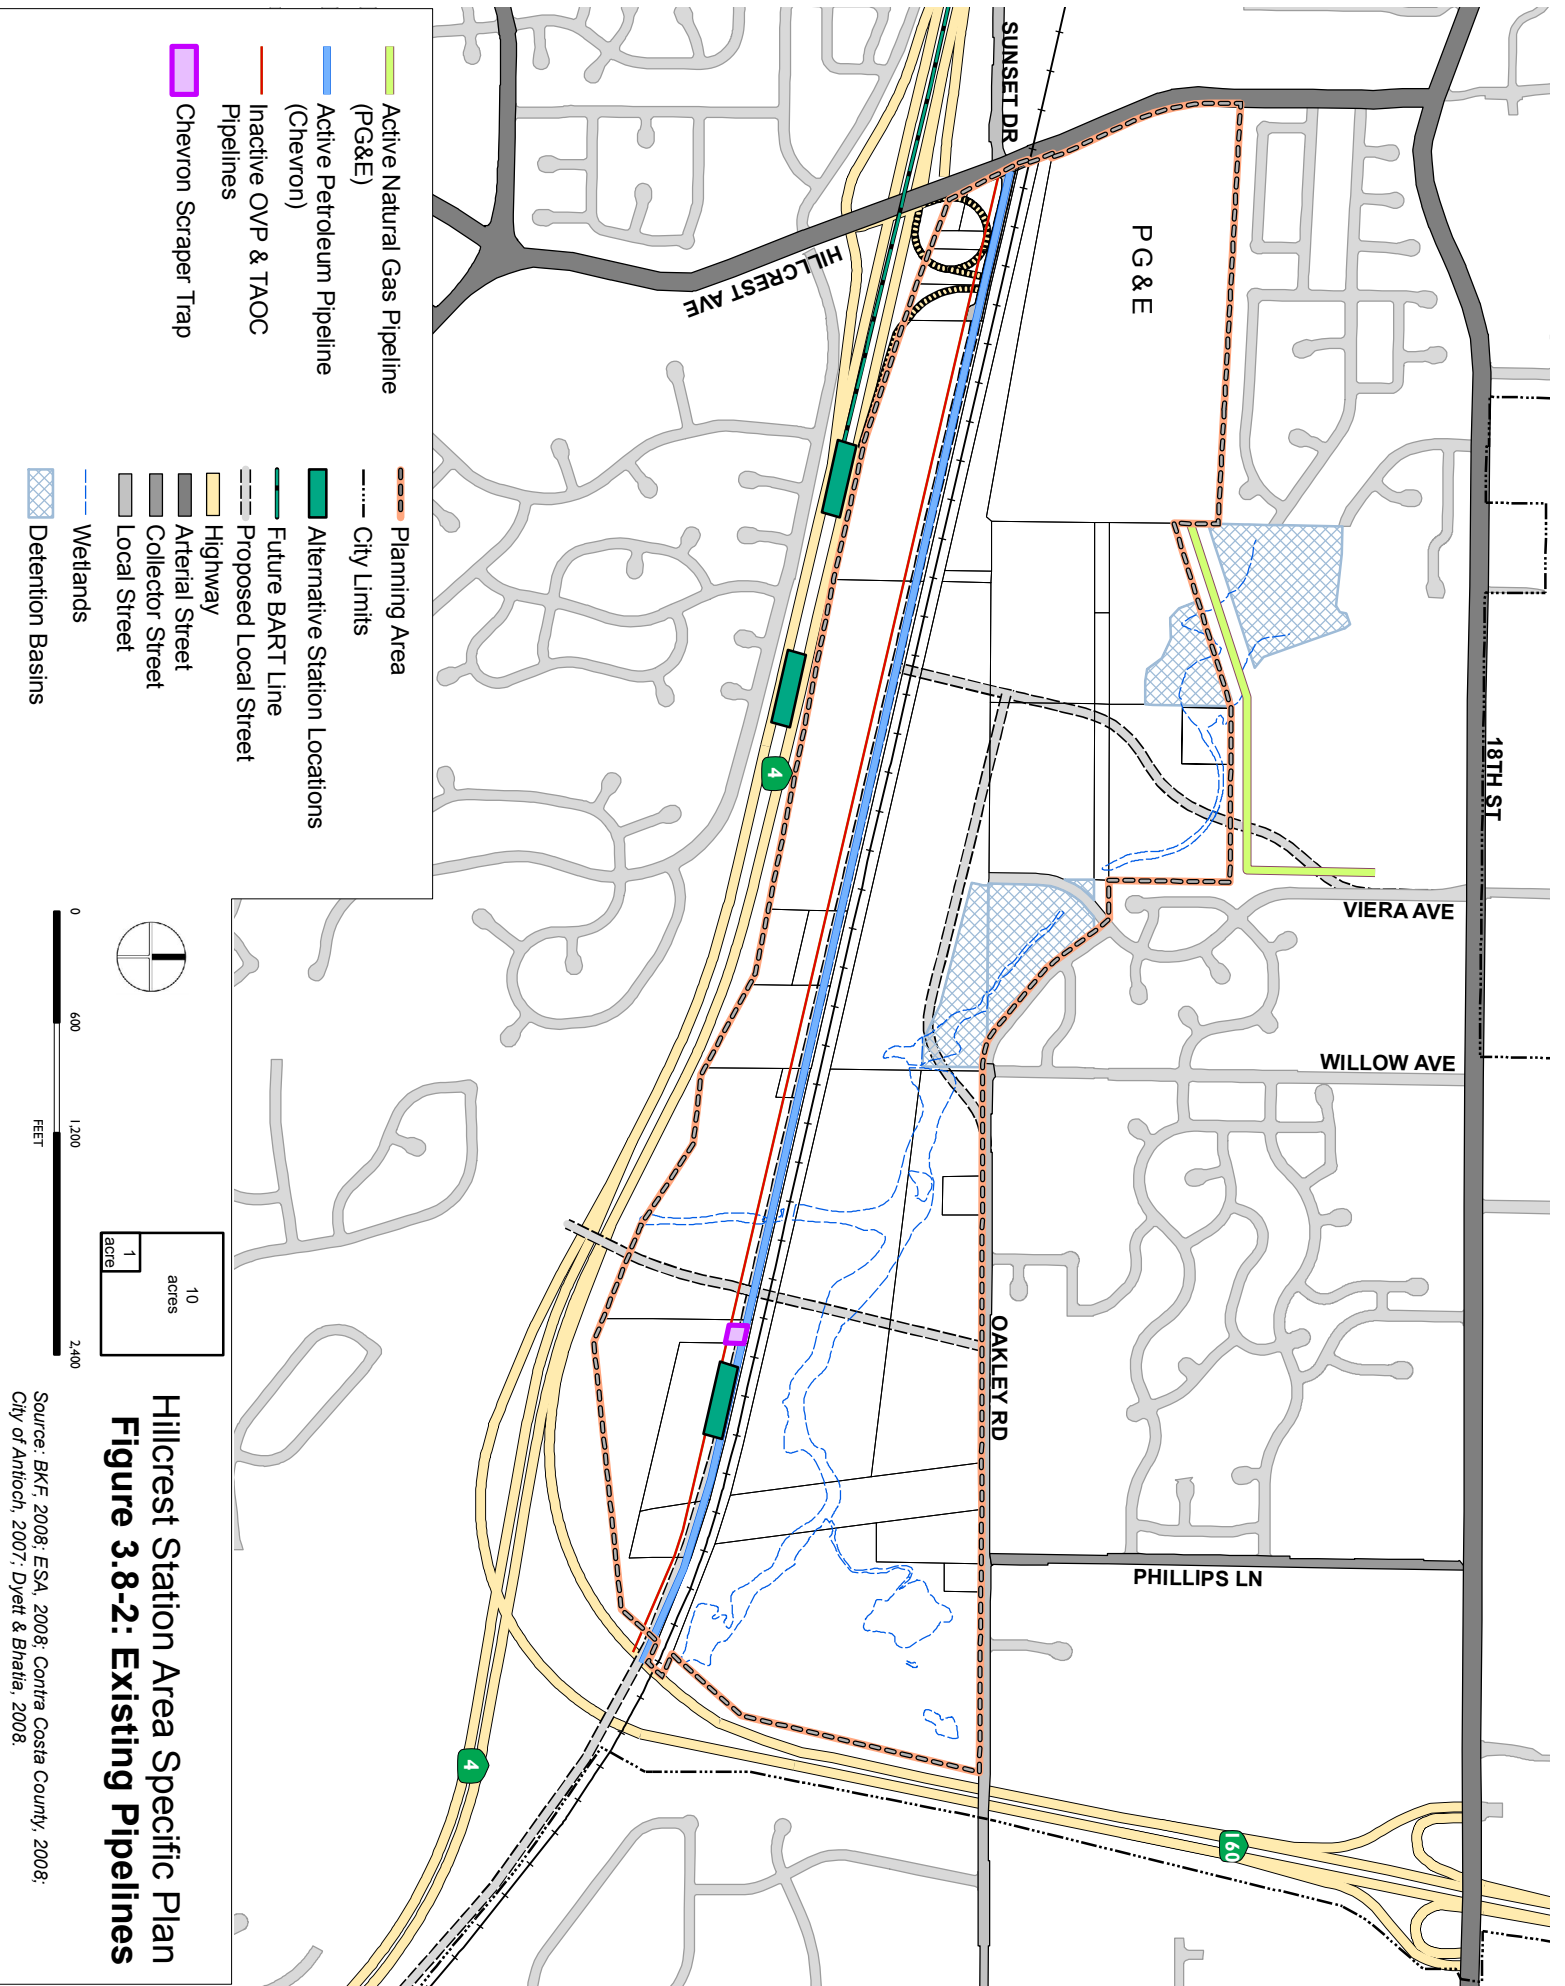 SUNSET DR
PG&E
HILLCREST AVE
18TH ST
VIERA AVE
WILLOW AVE
OAKLEY RD
PHILLIPS LN
4
4
160
Active Natural Gas Pipeline
(PG&E)
Active Petroleum Pipeline
(Chevron)
Inactive OVP & TAOC
Pipelines
Chevron Scraper Trap
Planning Area
City Limits
Alternative Station Locations
Future BART Line
Proposed Local Street
Highway
Arterial Street
Collector Street
Local Street
Wetlands
Detention Basins
0
600
1,200
2,400
FEET
10
acres
1
acre
Hillcrest Station Area Specific Plan
Figure 3.8-2: Existing Pipelines
Source: BKF, 2008; ESA, 2008; Contra Costa County, 2008;
City of Antioch, 2007; Dyett & Bhatia, 2008.